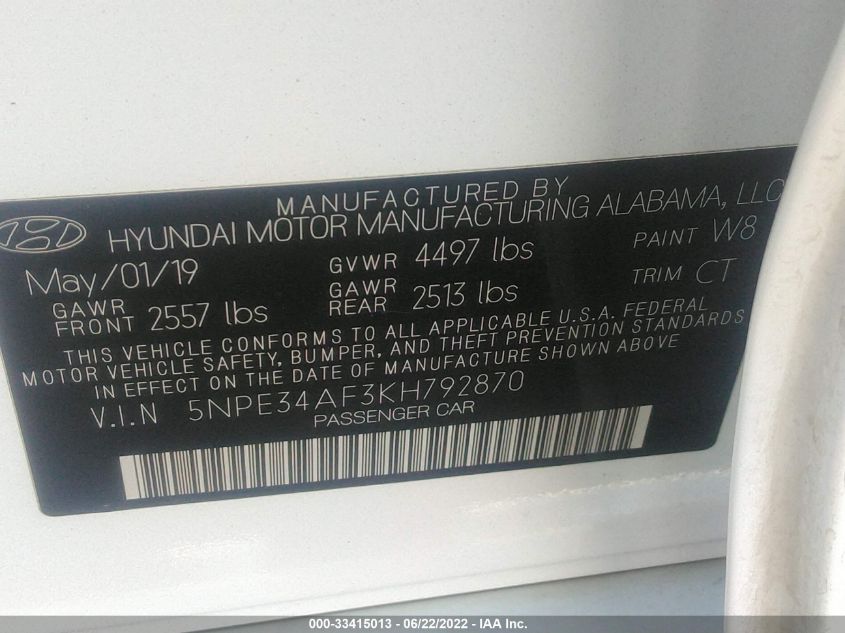 MANUFACTURED BY
HYUNDAI MOTOR MANUFACTURING ALABAMA, LLC
May/01/19 GVWR 4497 lbs PAINT W8
GAWR FRONT 2557 lbs GAWR REAR 2513 lbs TRIM CT
THIS VEHICLE CONFORMS TO ALL APPLICABLE U.S.A. FEDERAL
MOTOR VEHICLE SAFETY, BUMPER, AND THEFT PREVENTION STANDARDS
IN EFFECT ON THE DATE OF MANUFACTURE SHOWN ABOVE
V.I.N 5NPE34AF3KH792870
PASSENGER CAR
000-33415013 - 06/22/2022 - IAA Inc.